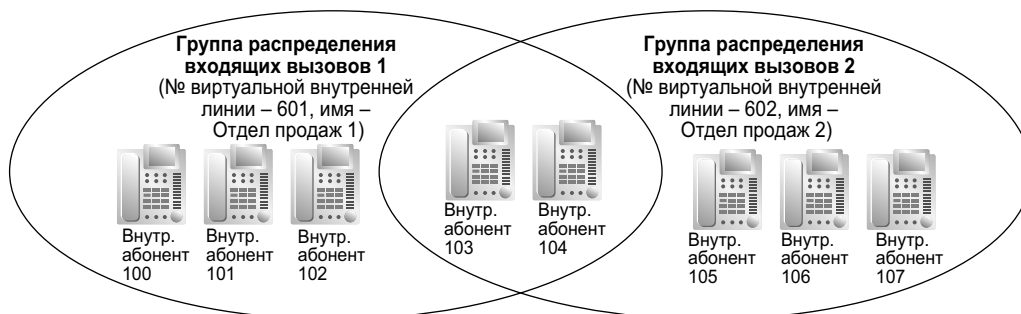 Группа распределения
входящих вызовов 1
(№ виртуальной внутренней
линии – 601, имя –
Отдел продаж 1)
Группа распределения
входящих вызовов 2
(№ виртуальной внутренней
линии – 602, имя –
Отдел продаж 2)
Внутр.
абонент
100
Внутр.
абонент
101
Внутр.
абонент
102
Внутр.
абонент
103
Внутр.
абонент
104
Внутр.
абонент
105
Внутр.
абонент
106
Внутр.
абонент
107